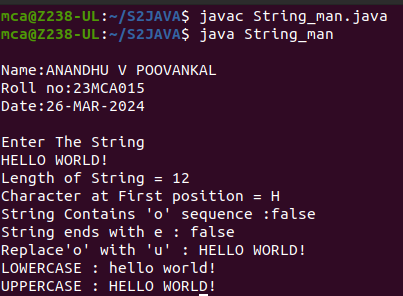 mca@Z238-UL:~/S2JAVA$ javac String_man.java
mca@Z238-UL:~/S2JAVA$ java String_man
Name:ANANDHU V POOVANKAL
Roll no:23MCA015
Date:26-MAR-2024
Enter The String
HELLO WORLD!
Length of String = 12
Character at First position = H
String Contains 'o' sequence :false
String ends with e : false
Replace'o' with 'u' : HELLO WORLD!
LOWERCASE : hello world!
UPPERCASE : HELLO WORLD!